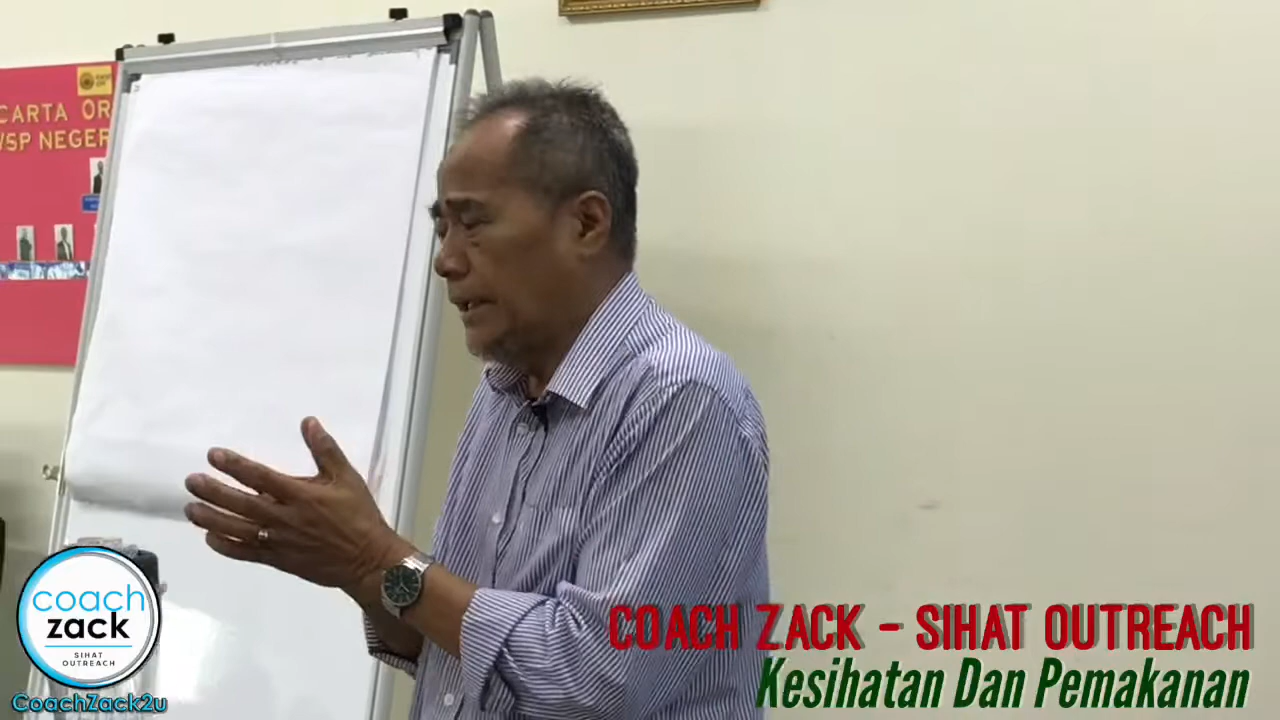 CARTA OR
WSP NEGER
coach
zack
SIHAT
OUTREACH
CoachZack2u
COACH ZACK - SIHAT OUTREACH
Kesihatan Dan Pemakanan